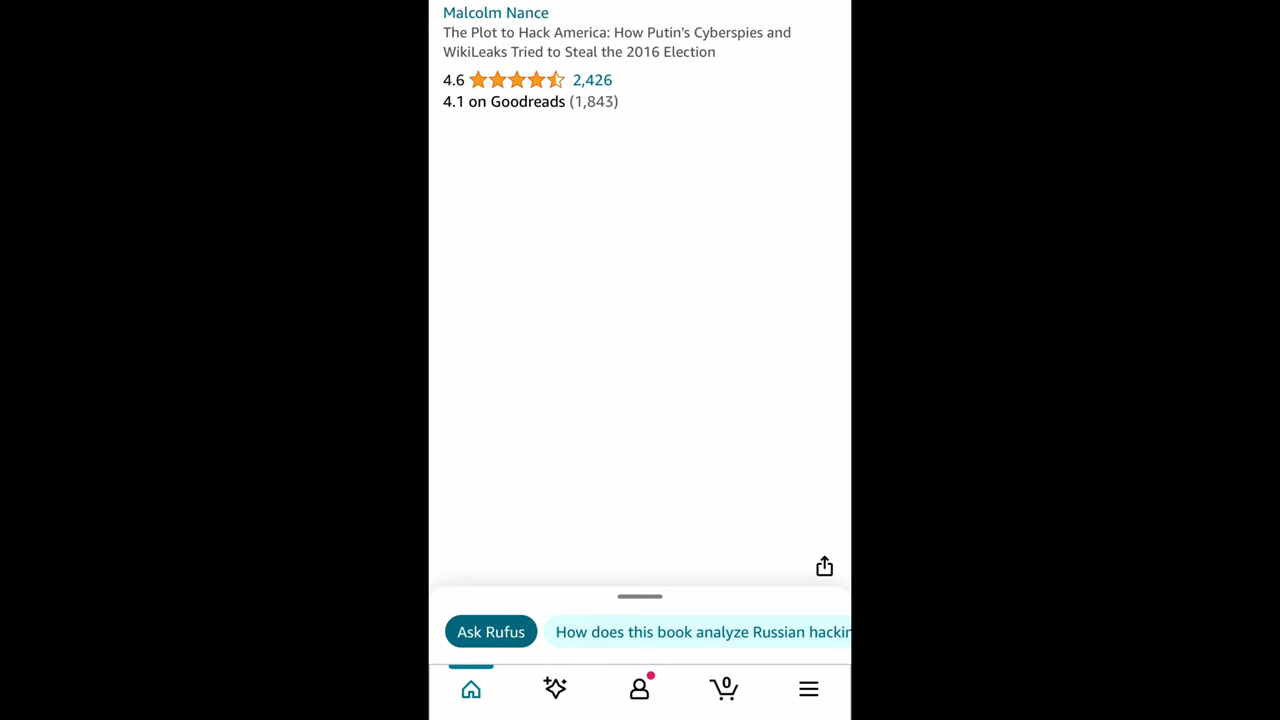 Malcolm Nance
The Plot to Hack America: How Putin's Cyberspies and
WikiLeaks Tried to Steal the 2016 Election
4.6 2,426
4.1 on Goodreads (1,843)
Ask Rufus How does this book analyze Russian hackin
0